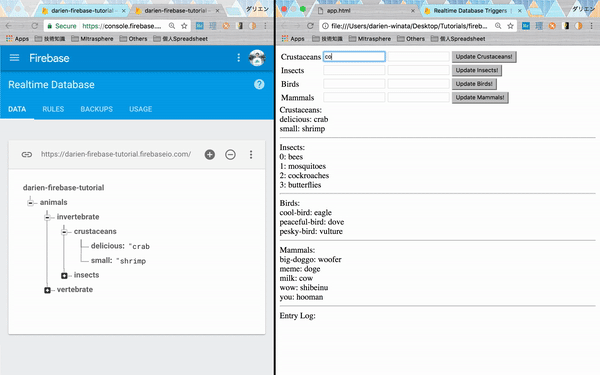 darien-firebase-tutorial -
darien-firebase-tutorial -
ダリエン
Secure
https://console.firebase.
Apps
技術知識
Mitrasphere
Others
個人Spreadsheet
Firebase
Realtime Database
DATA RULES BACKUPS USAGE
https://darien-firebase-tutorial.firebaseio.com/
darien-firebase-tutorial
animals
invertebrate
crustaceans
delicious: "crab
small: "shrimp
insects
vertebrate
app.html
Realtime Database Triggers
ダリエン
file:///Users/darien-winata/Desktop/Tutorials/fireb...
Apps
技術知識
Mitrasphere
Others
個人Spreadsheet
Crustaceans co Update Crustaceans!
Insects Update Insects!
Birds Update Birds!
Mammals Update Mammals!
Crustaceans:
delicious: crab
small: shrimp
Insects:
0: bees
1: mosquitoes
2: cockroaches
3: butterflies
Birds:
cool-bird: eagle
peaceful-bird: dove
pesky-bird: vulture
Mammals:
big-doggo: woofer
meme: doge
milk: cow
wow: shibeinu
you: hooman
Entry Log: